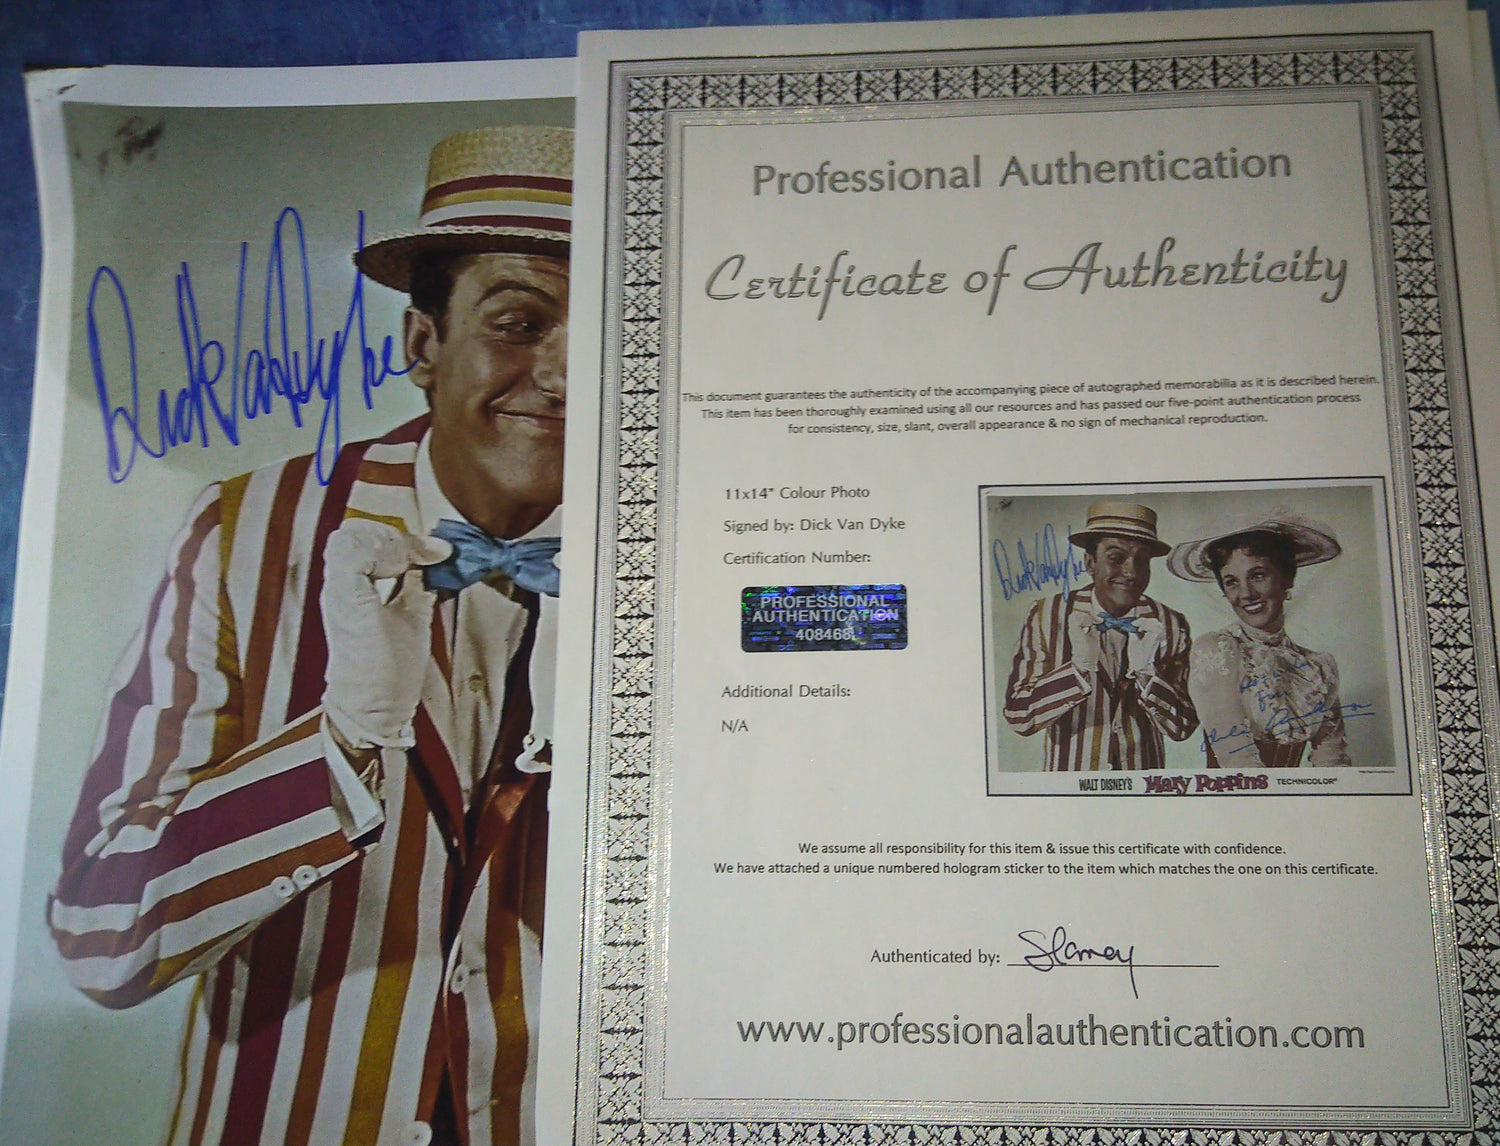 Dick Van Dyke
Professional Authentication
Certificate of Authenticity
This document guarantees the authenticity of the accompanying piece of autographed memorabilia as it is described herein.
This item has been thoroughly examined using all our resources and has passed our five-point authentication process
for consistency, size, slant, overall appearance & no sign of mechanical reproduction.
11x14" Colour Photo
Signed by: Dick Van Dyke
Certification Number:
PROFESSIONAL
AUTHENTICATION
408468
Additional Details:
N/A
Dick Van Dyke
WALT DISNEY'S Mary Poppins TECHNICOLOR®
We assume all responsibility for this item & issue this certificate with confidence.
We have attached a unique numbered hologram sticker to the item which matches the one on this certificate.
Authenticated by:
www.professionalauthentication.com